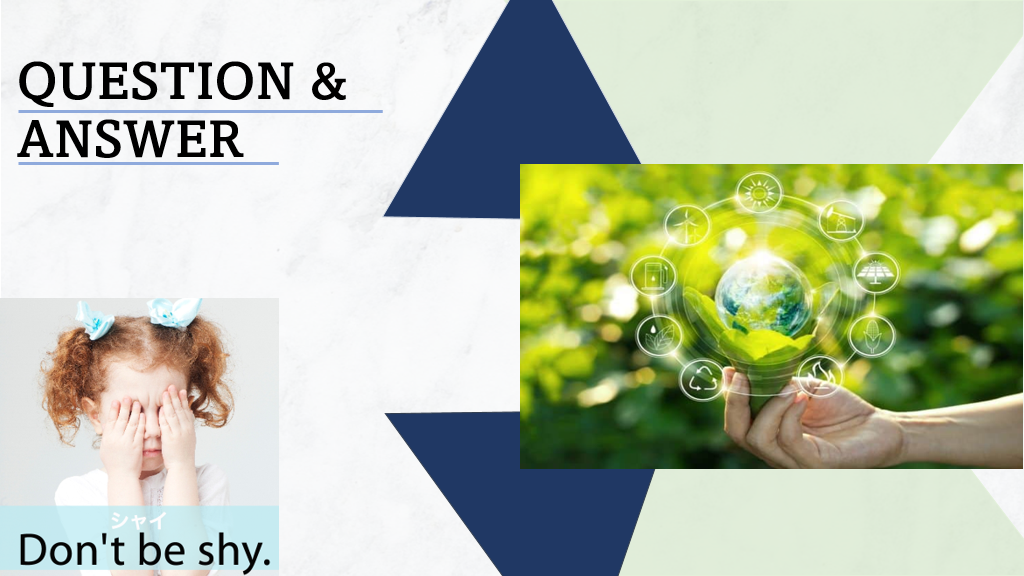 QUESTION &
ANSWER
シャイ
Don't be shy.